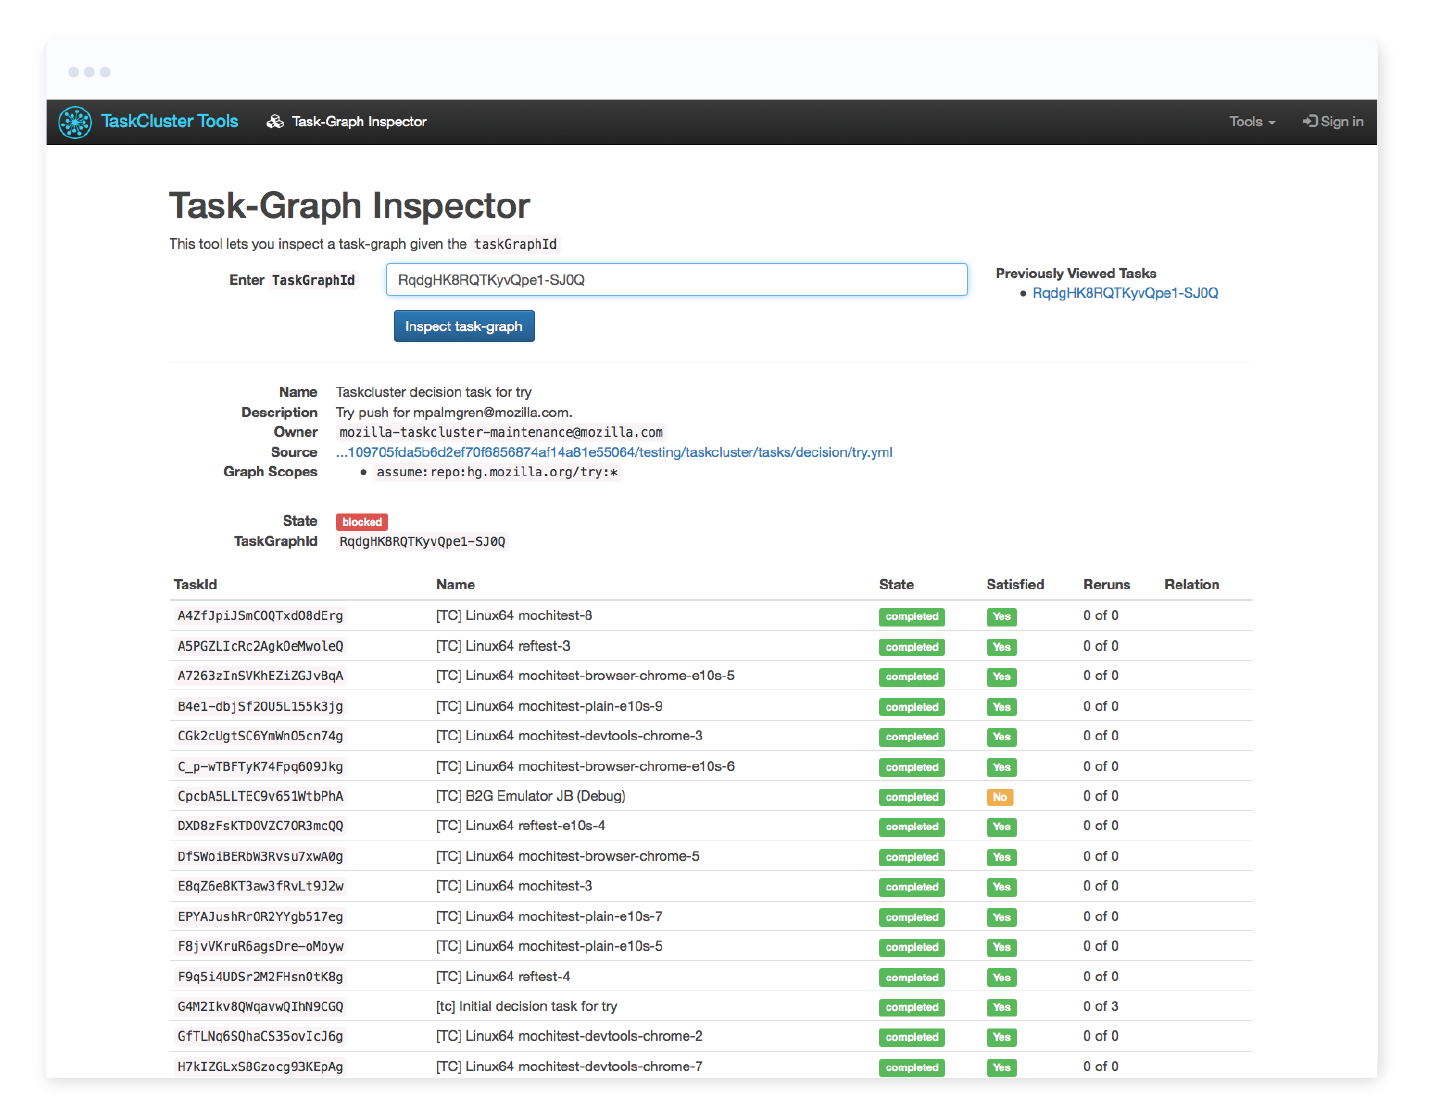 TaskCluster Tools Task-Graph Inspector Tools Sign in
Task-Graph Inspector
This tool lets you inspect a task-graph given the taskGraphId
Enter TaskGraphId RqdgHK8RQTKyvQpe1-SJ0Q
Previously Viewed Tasks
RqdgHK8RQTKyvQpe1-SJ0Q
Inspect task-graph
Name Taskcluster decision task for try
Description Try push for mpalmgren@mozilla.com.
Owner mozilla-taskcluster-maintenance@mozilla.com
Source ...109705fda5b6d2ef70f6856874af14a81e55064/testing/taskcluster/tasks/decision/try.yml
Graph Scopes • assume:repo:hg.mozilla.org/try:*
State blocked
TaskGraphId RqdgHK8RQTKyvQpe1-SJ0Q
TaskId Name State Satisfied Reruns Relation
A4ZfJpiJSmCOQTxdO8dErg [TC] Linux64 mochitest-8 completed Yes 0 of 0
A5PGZLIcRc2AgkOeMwoleQ [TC] Linux64 reftest-3 completed Yes 0 of 0
A7263zInSVKhEZiZGJvBqA [TC] Linux64 mochitest-browser-chrome-e10s-5 completed Yes 0 of 0
B4e1-dbjSf2OU5L155k3jg [TC] Linux64 mochitest-plain-e10s-9 completed Yes 0 of 0
CGk2cUgtSC6YmWnO5cn74g [TC] Linux64 mochitest-devtools-chrome-3 completed Yes 0 of 0
C_p-wTBFTyK74Fpq6O9Jkg [TC] Linux64 mochitest-browser-chrome-e10s-6 completed Yes 0 of 0
CpcbA5LLTEC9v651WtbPhA [TC] B2G Emulator JB (Debug) completed No 0 of 0
DXD8zFsKTDOVZC7OR3mcQQ [TC] Linux64 reftest-e10s-4 completed Yes 0 of 0
DfSWoiBERbW3Rvsu7xwA0g [TC] Linux64 mochitest-browser-chrome-5 completed Yes 0 of 0
E8qZ6e8KT3aw3fRvLt9J2w [TC] Linux64 mochitest-3 completed Yes 0 of 0
EPYAJushRrOR2YYgb517eg [TC] Linux64 mochitest-plain-e10s-7 completed Yes 0 of 0
F8jvVKruR6agsDre-oMoyw [TC] Linux64 mochitest-plain-e10s-5 completed Yes 0 of 0
F9q5i4UDSr2M2FHsn0tK8g [TC] Linux64 reftest-4 completed Yes 0 of 0
G4M2Ikv8QWqavwQIhN9CGQ [tc] Initial decision task for try completed Yes 0 of 3
GfTLNq6SQhaCS35ovIcJ6g [TC] Linux64 mochitest-devtools-chrome-2 completed Yes 0 of 0
H7kIZGLxS8Gzocg93KEpAg [TC] Linux64 mochitest-devtools-chrome-7 completed Yes 0 of 0